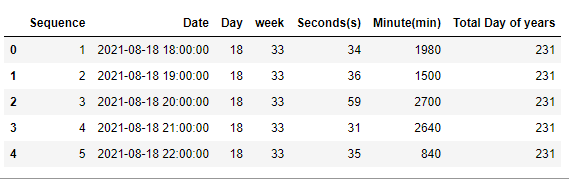 Sequence Date Day week Seconds(s) Minute(min) Total Day of years
0 1 2021-08-18 18:00:00 18 33 34 1980 231
1 2 2021-08-18 19:00:00 18 33 36 1500 231
2 3 2021-08-18 20:00:00 18 33 59 2700 231
3 4 2021-08-18 21:00:00 18 33 31 2640 231
4 5 2021-08-18 22:00:00 18 33 35 840 231